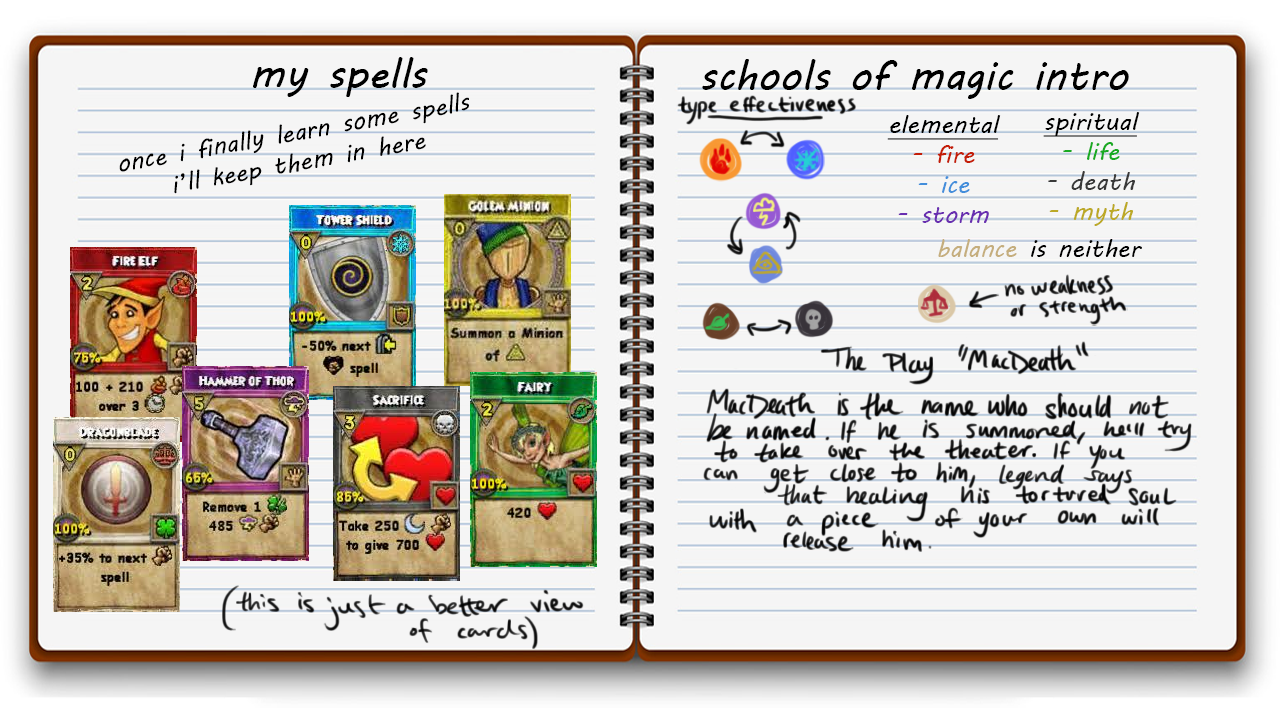 my spells
once i finally learn some spells
i'll keep them in here
FIRE ELF
2
75%
100 + 210
over 3
TOWER SHIELD
0
100%
-50% next
spell
GOLEM MINION
0
100%
Summon a Minion
of
DRAGONBLADE
0
100%
+35% to next
spell
HAMMER OF THOR
5
65%
Remove 1
485
SACRIFICE
3
85%
Take 250
to give 700
FAIRY
2
100%
420
(this is just a better view
of cards)
schools of magic intro
type effectiveness
elemental
- fire
- ice
- storm
spiritual
- life
- death
- myth
balance is neither
no weakness
or strength
The Play "MacDeath"
MacDeath is the name who should not
be named. If he is summoned, he'll try
to take over the theater. If you
can get close to him, legend says
that healing his tortured soul
with a piece of your own will
release him.